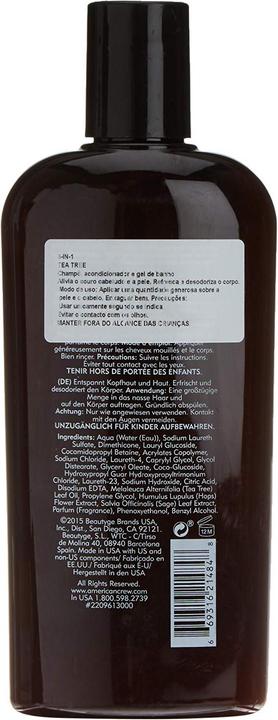 3-IN-1
TEA TREE
Champô, acondicionador e gel de banho
Alivia o couro cabeludo e a pele. Refresca e desodoriza o corpo.
Modo de uso: Aplicar uma quantidade generosa sobre a
pele e o cabelo. Enxaguar bem. Precauções:
Usar unicamente segundo se indica
Evitar o contacto com os olhos.
MANTER FORA DO ALCANCE DAS CRIANÇAS
parfume le corps. Mode d'emploi: Appliquer
généreusement sur les cheveux mouillés et le corps.
Bien rincer. Précautions: Suivre les instructions.
Éviter tout contact avec les yeux.
TENIR HORS DE PORTÉE DES ENFANTS.
(DE) Entspannt Kopfhaut und Haut. Erfrischt und
desodoriert den Körper. Anwendung: Eine großzügige
Menge in das nasse Haar und
auf den Körper auftragen. Gründlich ausspülen.
Achtung: Nur wie angewiesen verwenden. Kontakt
mit den Augen vermeiden.
UNZUGÄNGLICH FÜR KINDER AUFBEWAHREN.
Ingredients: Aqua (Water (Eau)), Sodium Laureth
Sulfate, Dimethicone, Lauryl Glucoside,
Cocamidopropyl Betaine, Acrylates Copolymer,
Sodium Chloride, Laureth-4, Caprylyl Glycol, Glycol
Distearate, Glyceryl Oleate, Coco-Glucoside,
Hydroxypropyl Guar Hydroxypropyltrimonium
Chloride, Laureth-23, Sodium Hydroxide, Citric Acid,
Disodium EDTA, Melaleuca Alternifolia (Tea Tree)
Leaf Oil, Propylene Glycol, Humulus Lupulus (Hops)
Flower Extract, Salvia Officinalis (Sage) Leaf Extract,
Parfum (Fragrance), Phenoxyethanol, Benzyl Alcohol.
©2015 Beautyge Brands USA,
Inc., Dist., San Diego, CA 92121.
Beautyge, S.L., WTC - C/Tirso
de Molina 40, 08940 Barcelona
Made in USA with US and
non-US components/ Fabricado en
EE.UU./ Fabriqué aux É-U/
Hergestellt in den USA
All Rights Reserved.
www.americancrew.com
In USA 1.800.598.2739
#2209613000
12M
6 69316 21484 8